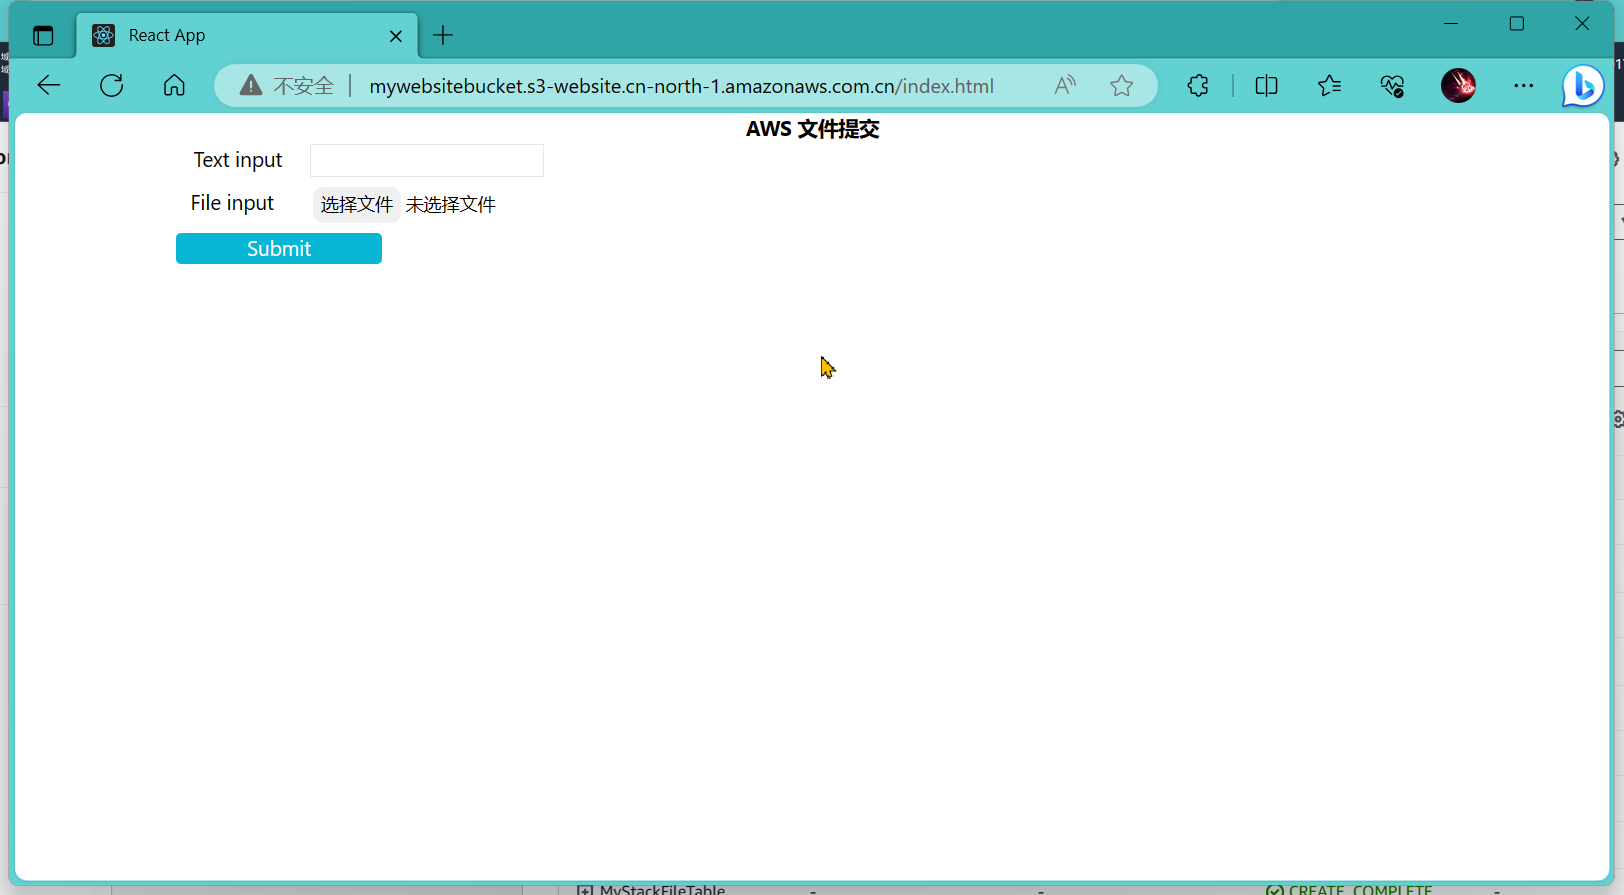 React App
不安全 mywebsitebucket.s3-website.cn-north-1.amazonaws.com.cn/index.html
AWS 文件提交
Text input
File input 选择文件 未选择文件
Submit
MyStackFileTable - - CREATE_COMPLETE -